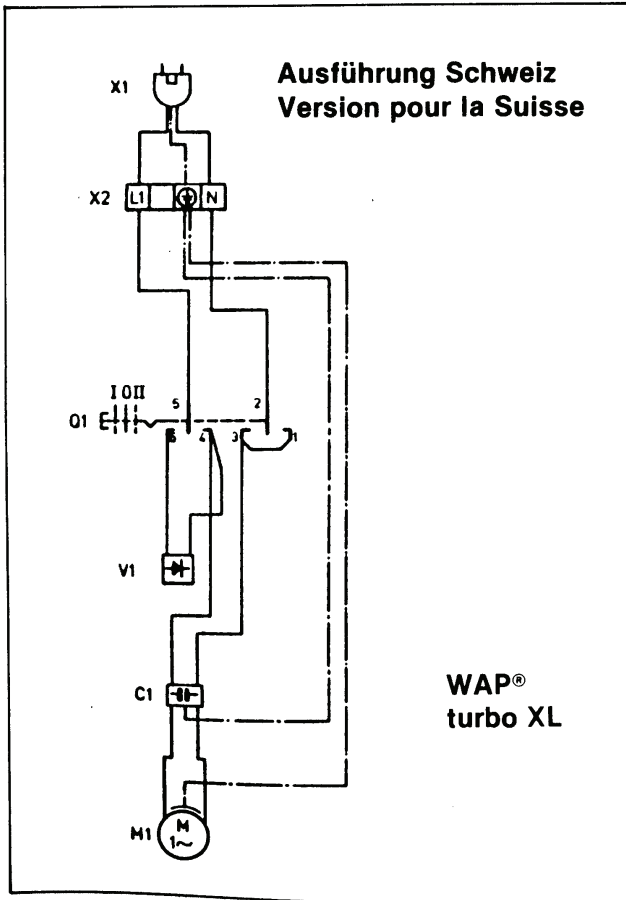 Ausführung Schweiz
Version pour la Suisse
X1
X2 L1 N
I 0 II
Q1
5 2
6 4 3 1
V1
C1
WAP®
turbo XL
M1
M
1~